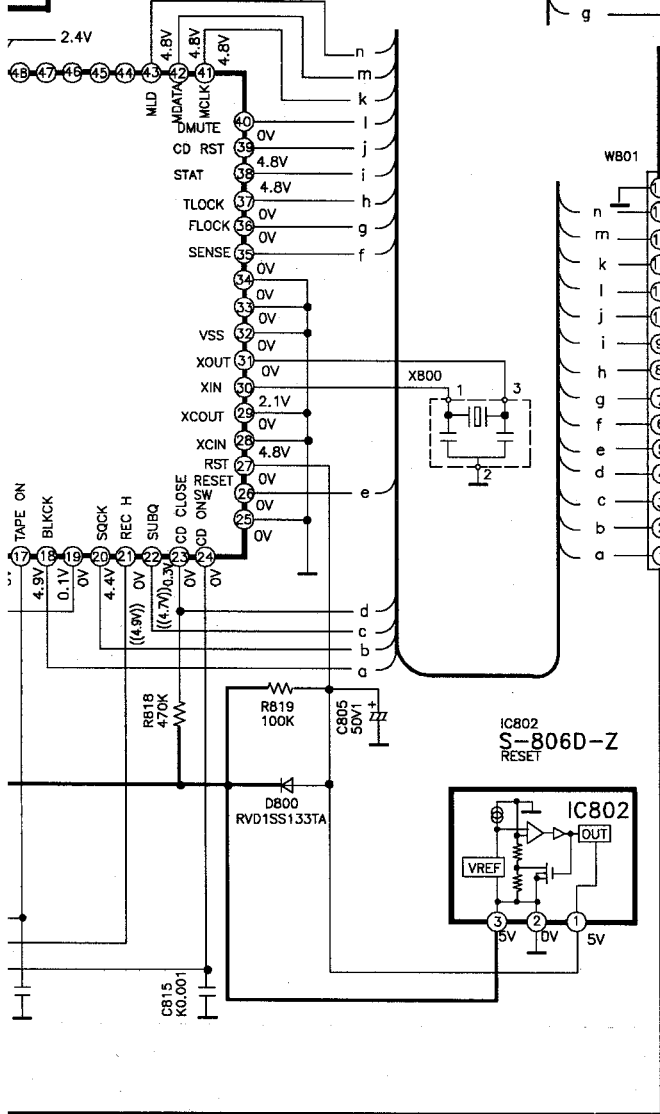 g
2.4V
4.8V
4.8V
4.8V
n
m
k
l
j
i
h
g
f
48
47
46
45
44
43
42
41
MLD
MDATA
MCLK
DMUTE
40
0V
CD RST
39
4.8V
STAT
38
4.8V
TLOCK
37
0V
FLOCK
36
0V
SENSE
35
0V
34
0V
33
0V
VSS
32
0V
XOUT
31
0V
XIN
30
2.1V
XCOUT
29
0V
XCIN
28
4.8V
RST
27
0V
RESET
SW
26
0V
25
0V
e
X800
1
3
2
W801
n
m
k
l
j
i
h
g
f
e
d
c
b
a
9
8
7
6
TAPE ON
BLKCK
SQCK
REC H
SUBQ
CD CLOSE
CD ON
17
18
19
20
21
22
23
24
4.9V
0.1V
0V
4.4V
0V
((4.9V))
((4.7V))0.3V
0V
0V
d
c
b
a
R818
470K
R819
100K
C805
50V1
+
D800
RVD1SS133TA
IC802
S-806D-Z
RESET
IC802
OUT
VREF
3
2
1
5V
0V
5V
C815
K0.001